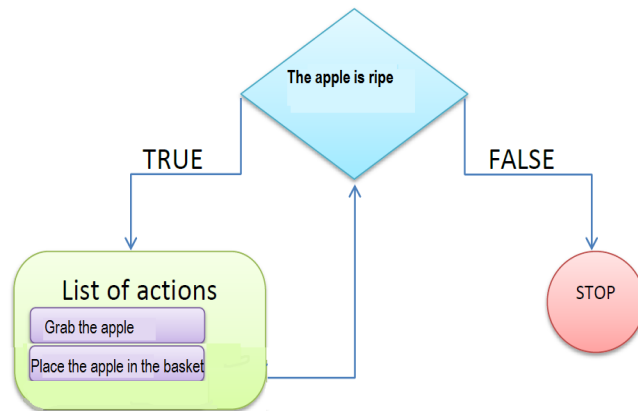 The apple is ripe
TRUE
FALSE
List of actions
Grab the apple
Place the apple in the basket
STOP